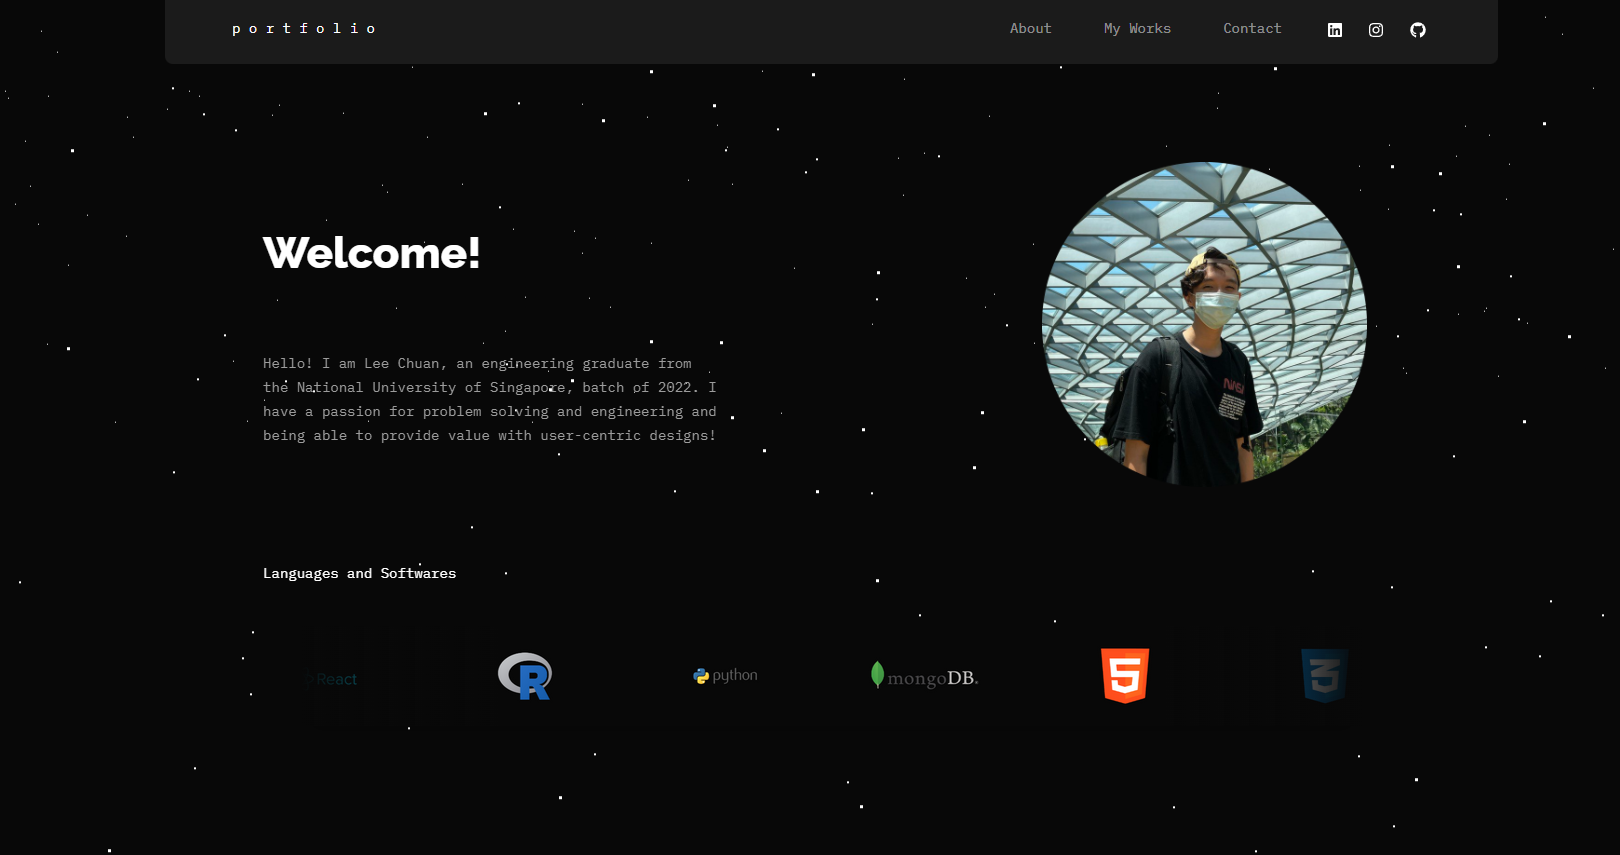 portfolio
About My Works Contact
Welcome!
Hello! I am Lee Chuan, an engineering graduate from
the National University of Singapore, batch of 2022. I
have a passion for problem solving and engineering and
being able to provide value with user-centric designs!
NASA
Languages and Softwares
React R python mongoDB. 5 3